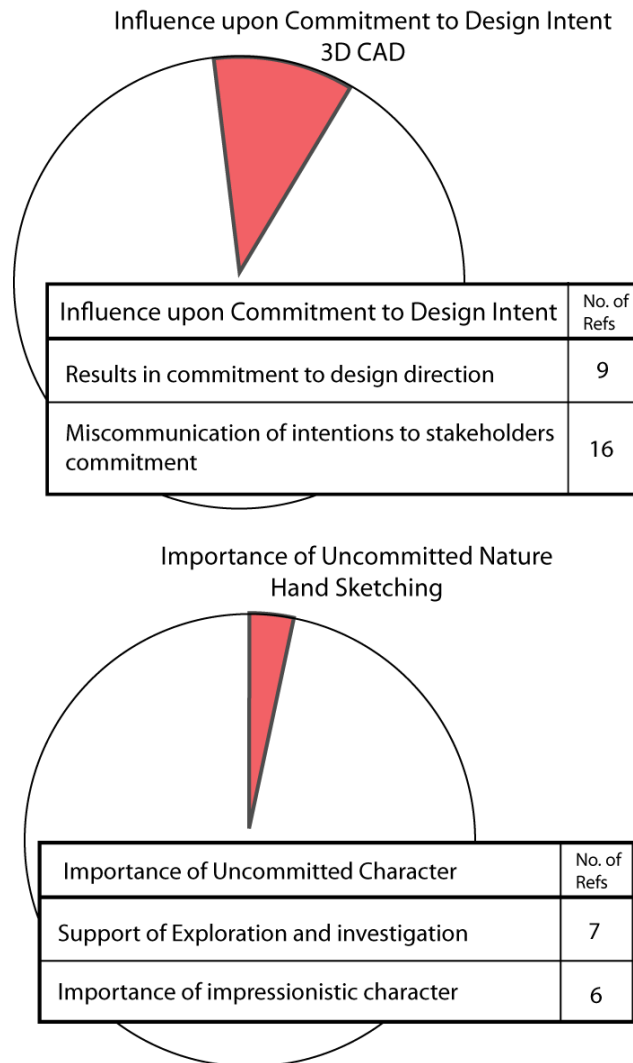 Influence upon Commitment to Design Intent
3D CAD
Influence upon Commitment to Design Intent
No. of
Refs
Results in commitment to design direction
9
Miscommunication of intentions to stakeholders
commitment
16
Importance of Uncommitted Nature
Hand Sketching
Importance of Uncommitted Character
No. of
Refs
Support of Exploration and investigation
7
Importance of impressionistic character
6